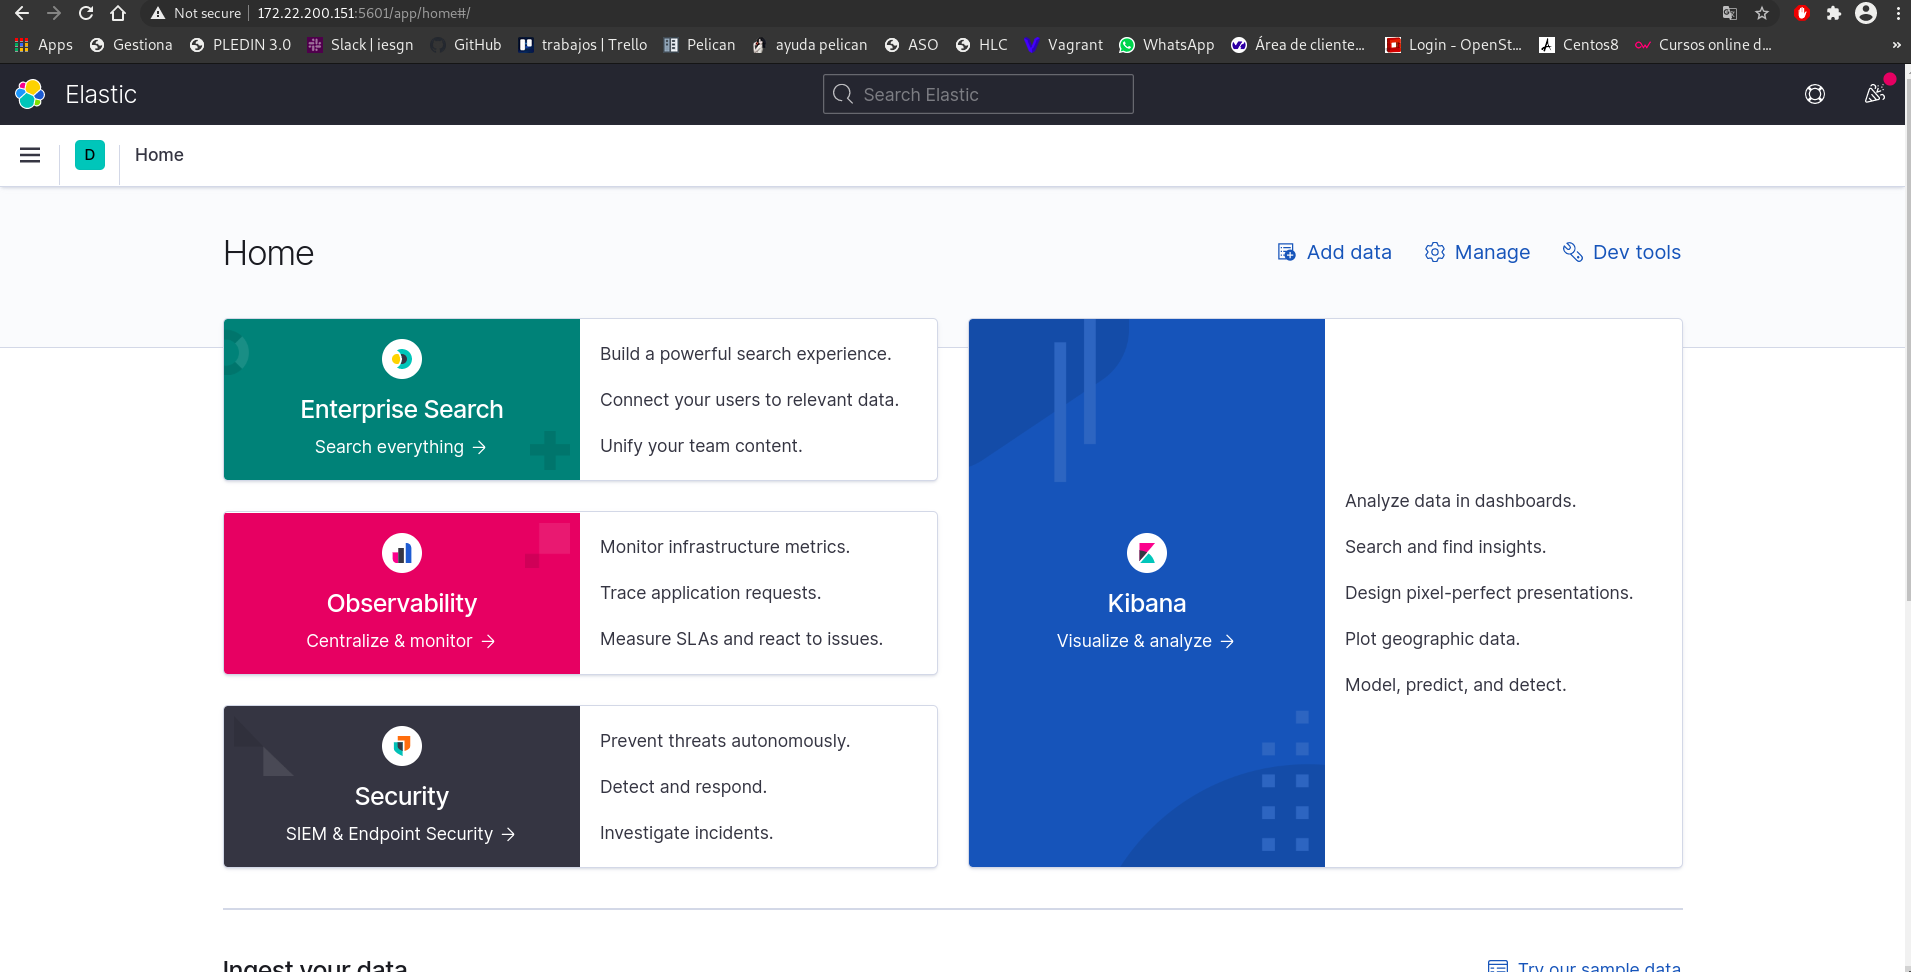 Not secure 172.22.200.151:5601/app/home#/
Apps Gestiona PLEDIN 3.0 Slack | iesgn GitHub trabajos | Trello Pelican ayuda pelican ASO HLC Vagrant WhatsApp Área de cliente... Login - OpenSt... Centos8 Cursos online d... »
Elastic Search Elastic
D Home
Home Add data Manage Dev tools
Enterprise Search
Search everything →
Build a powerful search experience.
Connect your users to relevant data.
Unify your team content.
Observability
Centralize & monitor →
Monitor infrastructure metrics.
Trace application requests.
Measure SLAs and react to issues.
Security
SIEM & Endpoint Security →
Prevent threats autonomously.
Detect and respond.
Investigate incidents.
Kibana
Visualize & analyze →
Analyze data in dashboards.
Search and find insights.
Design pixel-perfect presentations.
Plot geographic data.
Model, predict, and detect.
Ingest your data Try our sample data